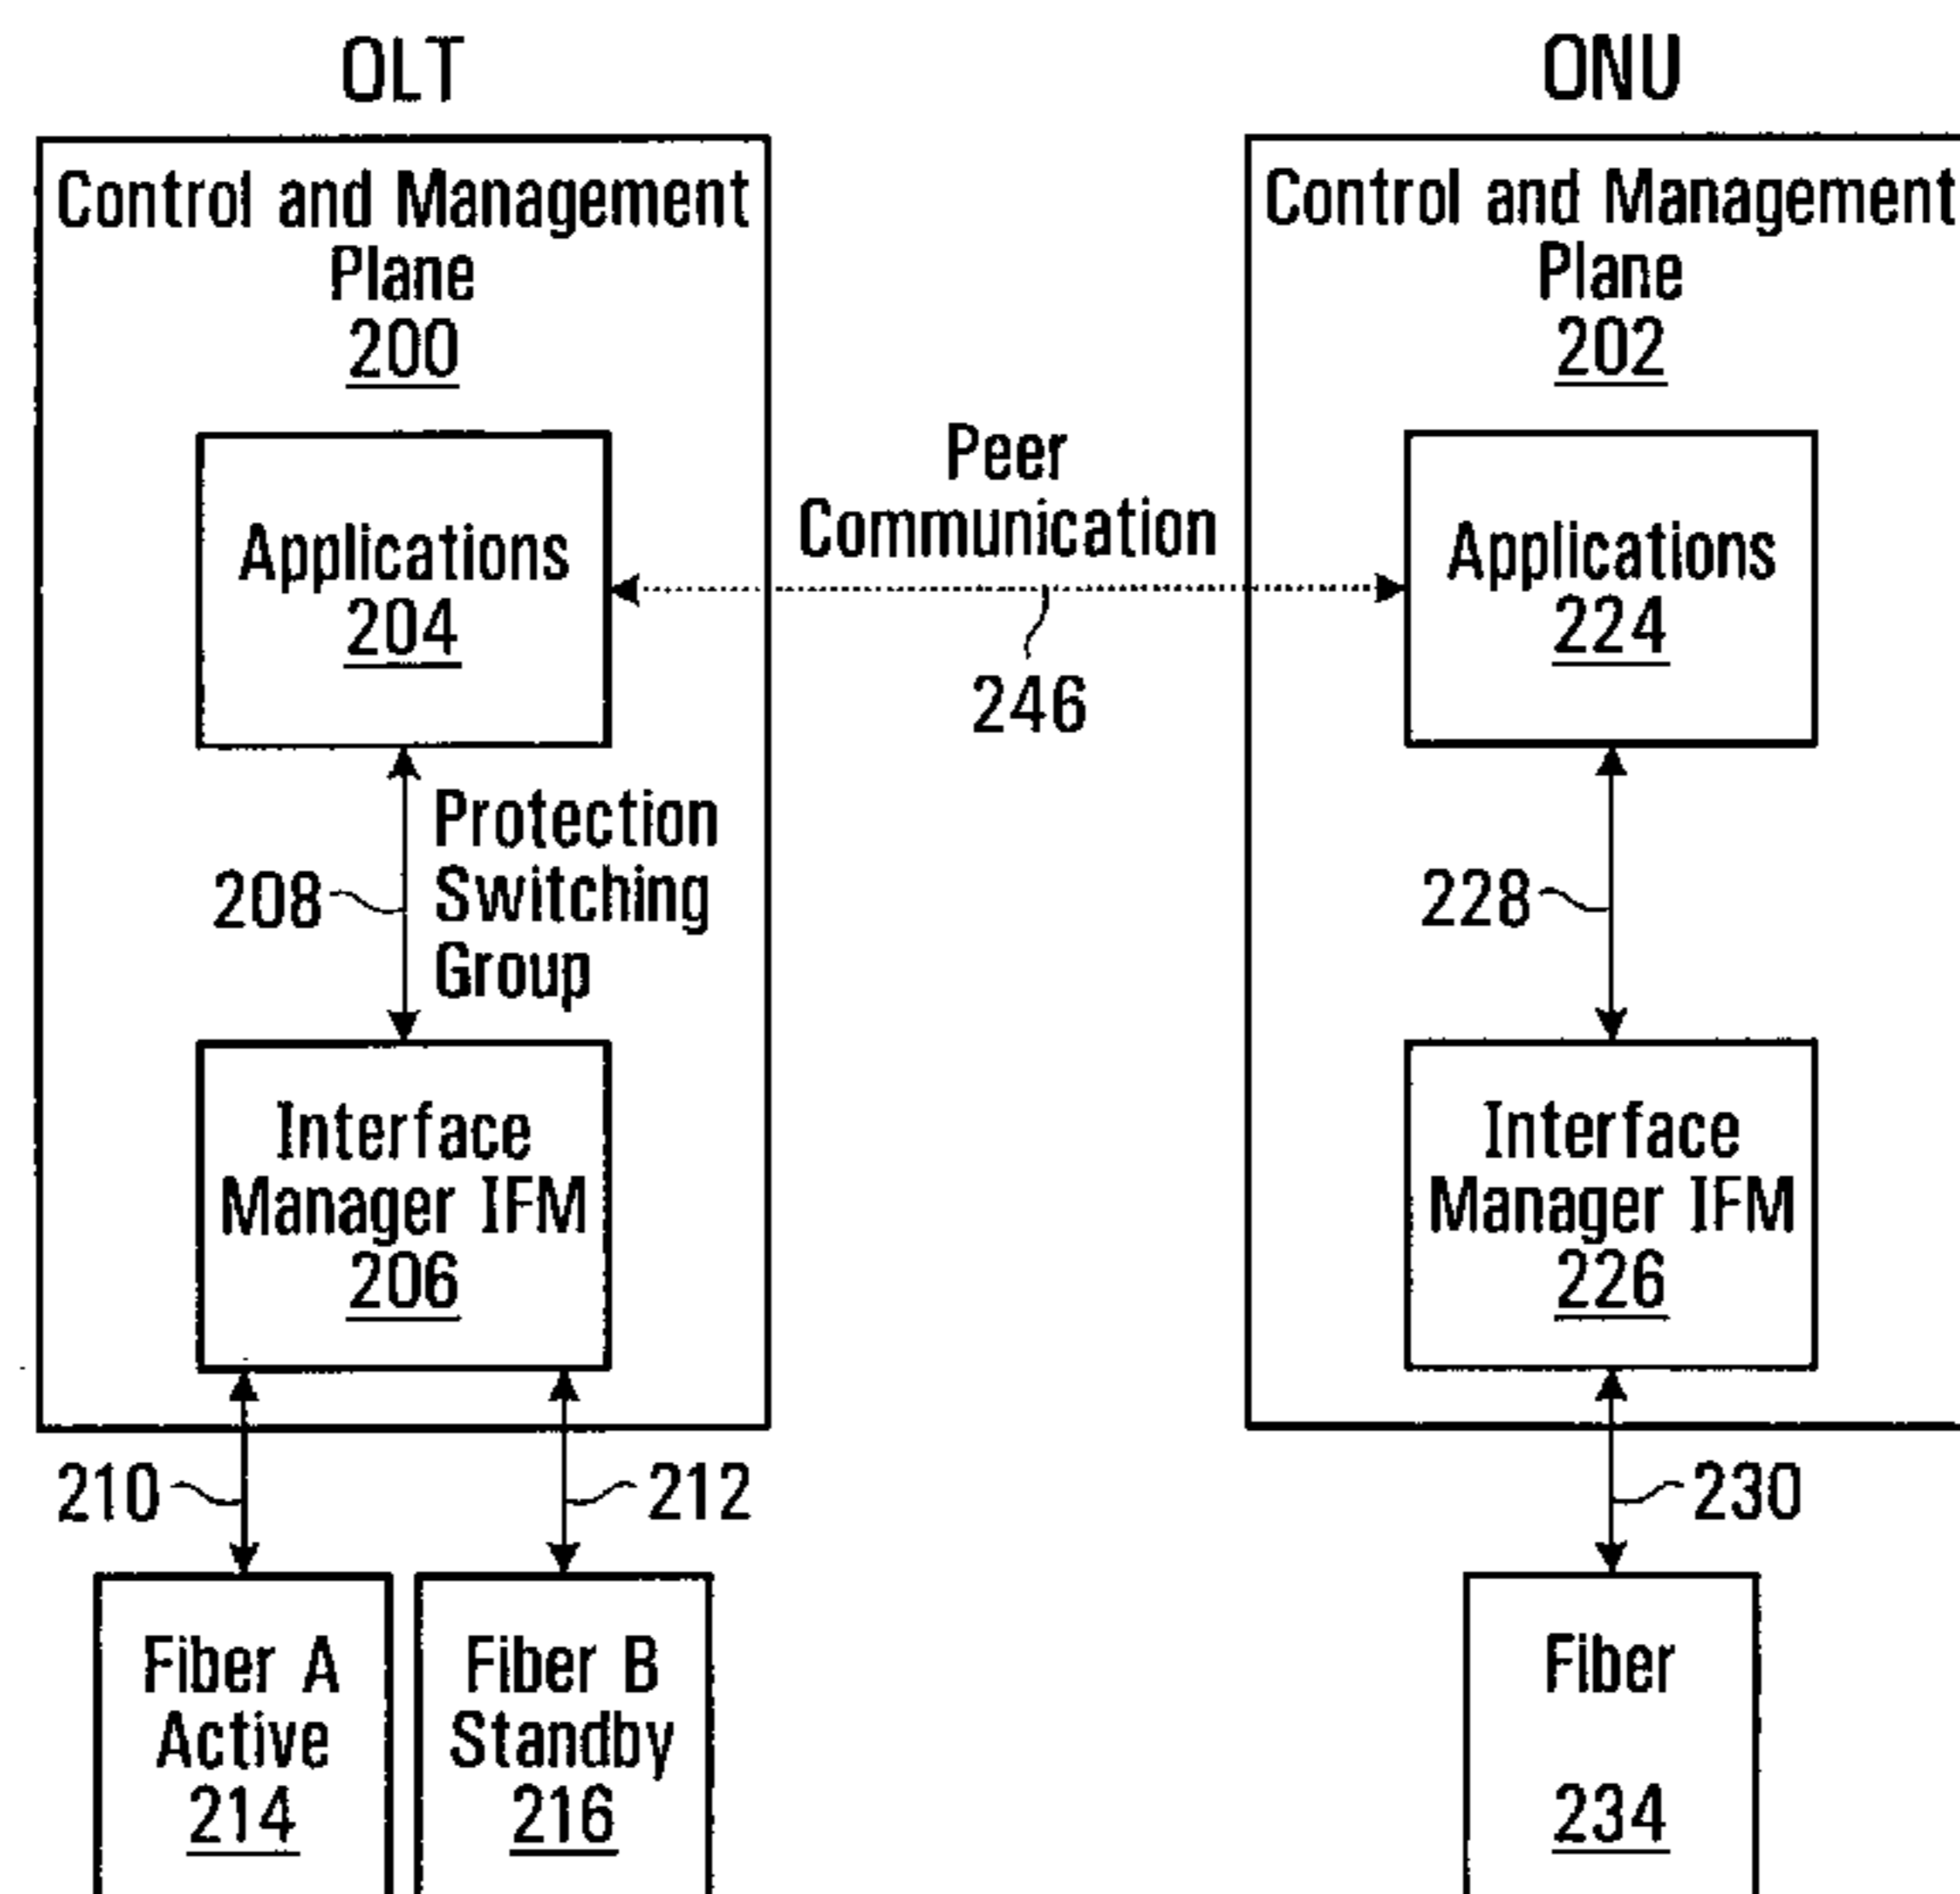 OLT
Control and Management
Plane
200
Applications
204
208
Protection
Switching
Group
Interface
Manager IFM
206
210
212
Fiber A
Active
214
Fiber B
Standby
216
Peer
Communication
246
ONU
Control and Management
Plane
202
Applications
224
228
Interface
Manager IFM
226
230
Fiber
234